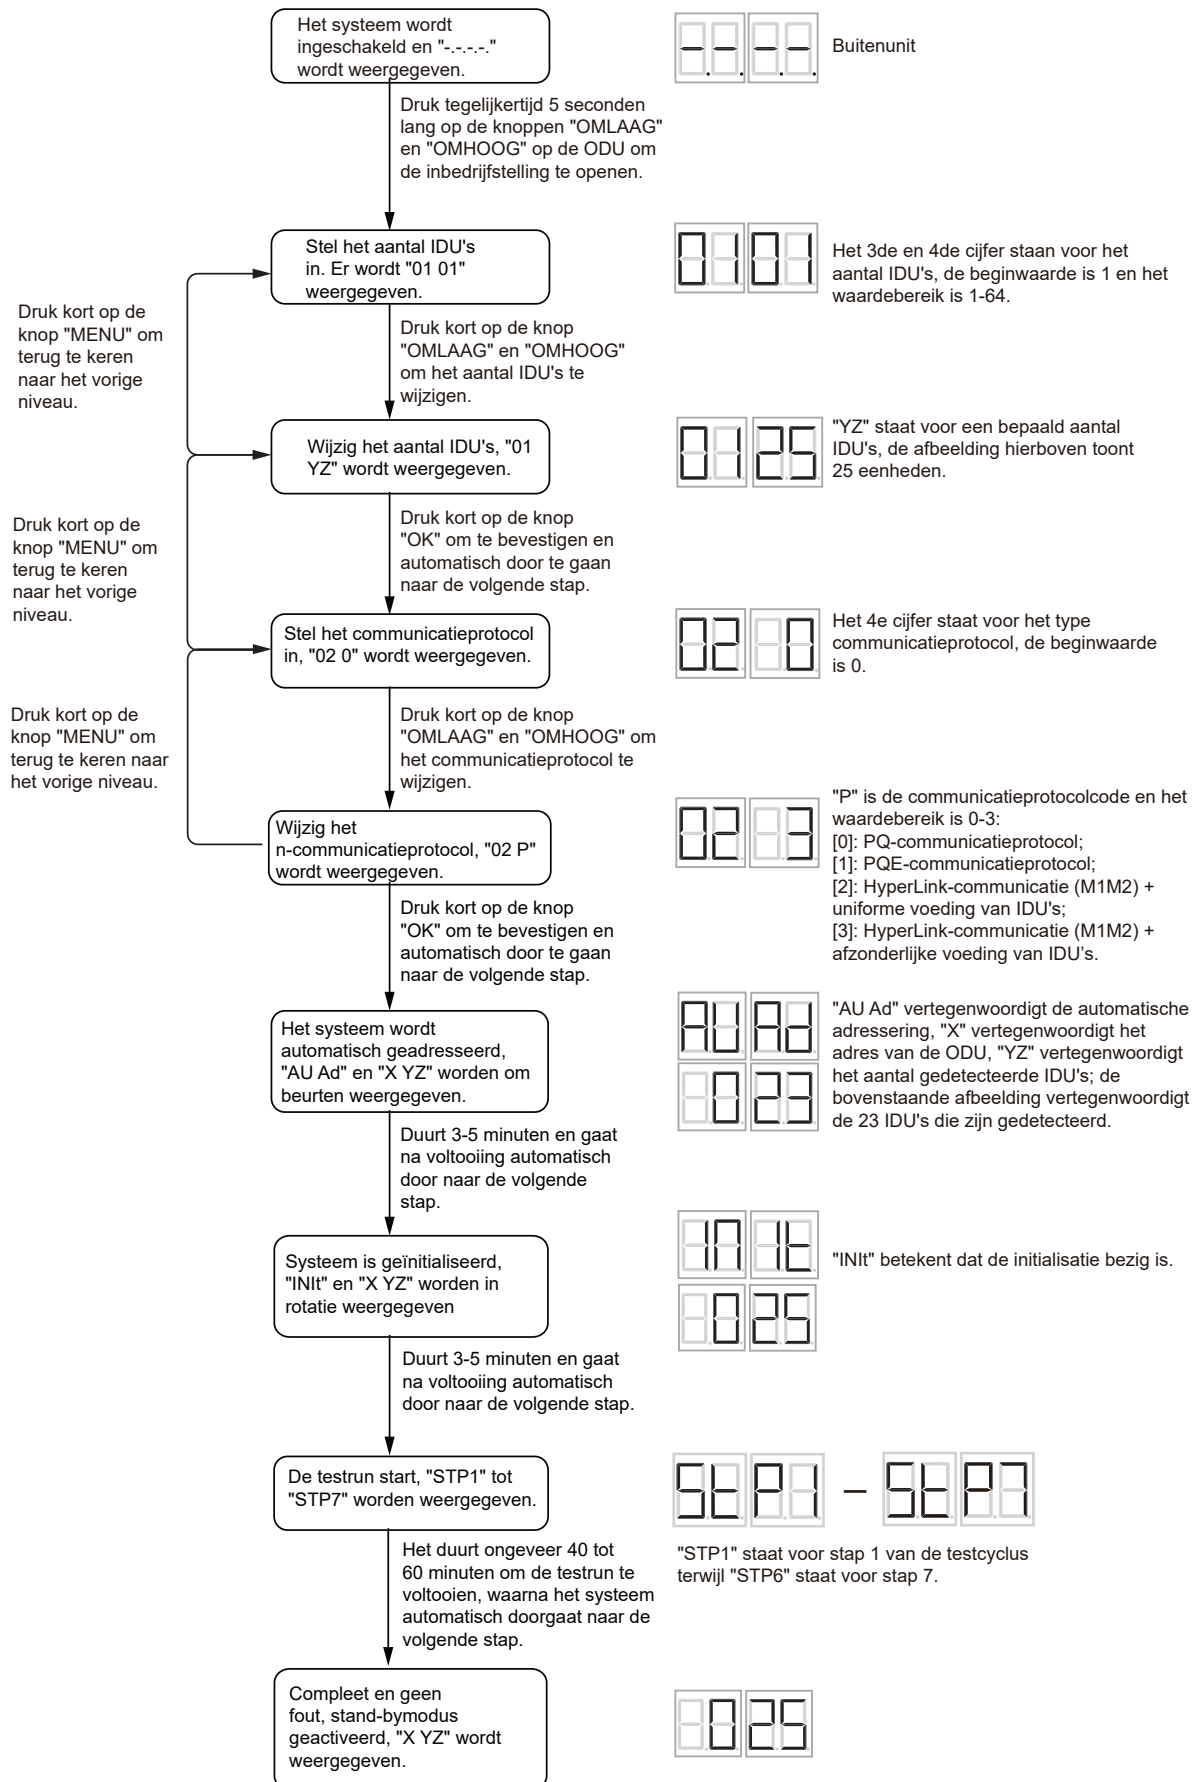 Het systeem wordt
ingeschakeld en "-.-.-.-."
wordt weergegeven.
-.-.-.-.
Buitenunit
Druk tegelijkertijd 5 seconden
lang op de knoppen "OMLAAG"
en "OMHOOG" op de ODU om
de inbedrijfstelling te openen.
Stel het aantal IDU's
in. Er wordt "01 01"
weergegeven.
01 01
Het 3de en 4de cijfer staan voor het
aantal IDU's, de beginwaarde is 1 en het
waardebereik is 1-64.
Druk kort op de
knop "MENU" om
terug te keren
naar het vorige
niveau.
Druk kort op de knop
"OMLAAG" en "OMHOOG"
om het aantal IDU's te
wijzigen.
Wijzig het aantal IDU's, "01
YZ" wordt weergegeven.
01 25
"YZ" staat voor een bepaald aantal
IDU's, de afbeelding hierboven toont
25 eenheden.
Druk kort op de
knop "MENU" om
terug te keren
naar het vorige
niveau.
Druk kort op de knop
"OK" om te bevestigen en
automatisch door te gaan
naar de volgende stap.
Stel het communicatieprotocol
in, "02 0" wordt weergegeven.
02 0
Het 4e cijfer staat voor het type
communicatieprotocol, de beginwaarde
is 0.
Druk kort op de
knop "MENU" om
terug te keren naar
het vorige niveau.
Druk kort op de knop
"OMLAAG" en "OMHOOG" om
het communicatieprotocol te
wijzigen.
Wijzig het
n-communicatieprotocol, "02 P"
wordt weergegeven.
02 3
"P" is de communicatieprotocolcode en het
waardebereik is 0-3:
[0]: PQ-communicatieprotocol;
[1]: PQE-communicatieprotocol;
[2]: HyperLink-communicatie (M1M2) +
uniforme voeding van IDU's;
[3]: HyperLink-communicatie (M1M2) +
afzonderlijke voeding van IDU's.
Druk kort op de knop
"OK" om te bevestigen en
automatisch door te gaan
naar de volgende stap.
Het systeem wordt
automatisch geadresseerd,
"AU Ad" en "X YZ" worden om
beurten weergegeven.
AU Ad
0 23
"AU Ad" vertegenwoordigt de automatische
adressering, "X" vertegenwoordigt het
adres van de ODU, "YZ" vertegenwoordigt
het aantal gedetecteerde IDU's; de
bovenstaande afbeelding vertegenwoordigt
de 23 IDU's die zijn gedetecteerd.
Duurt 3-5 minuten en gaat
na voltooiing automatisch
door naar de volgende
stap.
Systeem is geïnitialiseerd,
"INIt" en "X YZ" worden in
rotatie weergegeven
INIt
0 25
"INIt" betekent dat de initialisatie bezig is.
Duurt 3-5 minuten en gaat
na voltooiing automatisch
door naar de volgende stap.
De testrun start, "STP1" tot
"STP7" worden weergegeven.
StP1 – StP7
"STP1" staat voor stap 1 van de testcyclus
terwijl "STP6" staat voor stap 7.
Het duurt ongeveer 40 tot
60 minuten om de testrun te
voltooien, waarna het systeem
automatisch doorgaat naar de
volgende stap.
Compleet en geen
fout, stand-bymodus
geactiveerd, "X YZ" wordt
weergegeven.
0 25